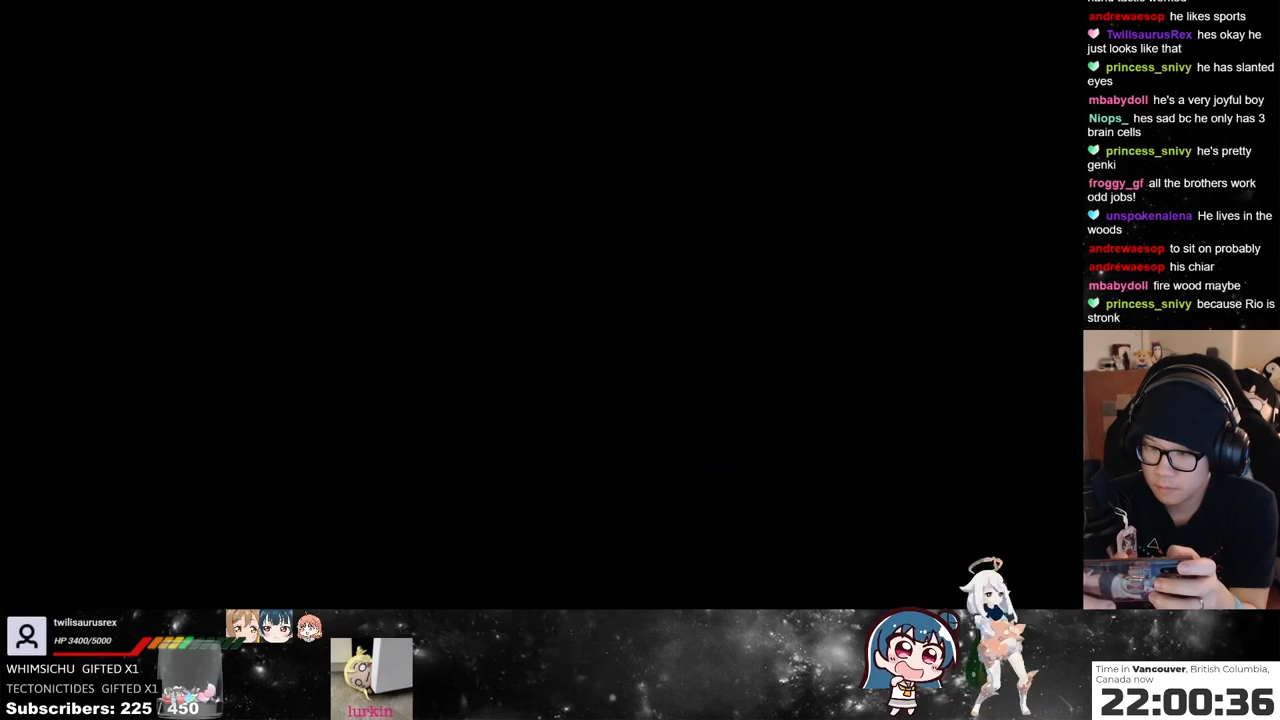 andrewaesop he likes sports
TwilisaurusRex hes okay he
just looks like that
princess_snivy he has slanted
eyes
mbabydoll he's a very joyful boy
Niops_ hes sad bc he only has 3
brain cells
princess_snivy he's pretty
genki
froggy_gf all the brothers work
odd jobs!
unspokenalena He lives in the
woods
andrewaesop to sit on probably
andrewaesop his chiar
mbabydoll fire wood maybe
princess_snivy because Rio is
stronk
twilisaurusrex
HP 3400/5000
WHIMSICHU GIFTED X1
TECTONICTIDES GIFTED X1
Subscribers: 225 / 450
lurkin
Time in Vancouver, British Columbia,
Canada now
22:00:36